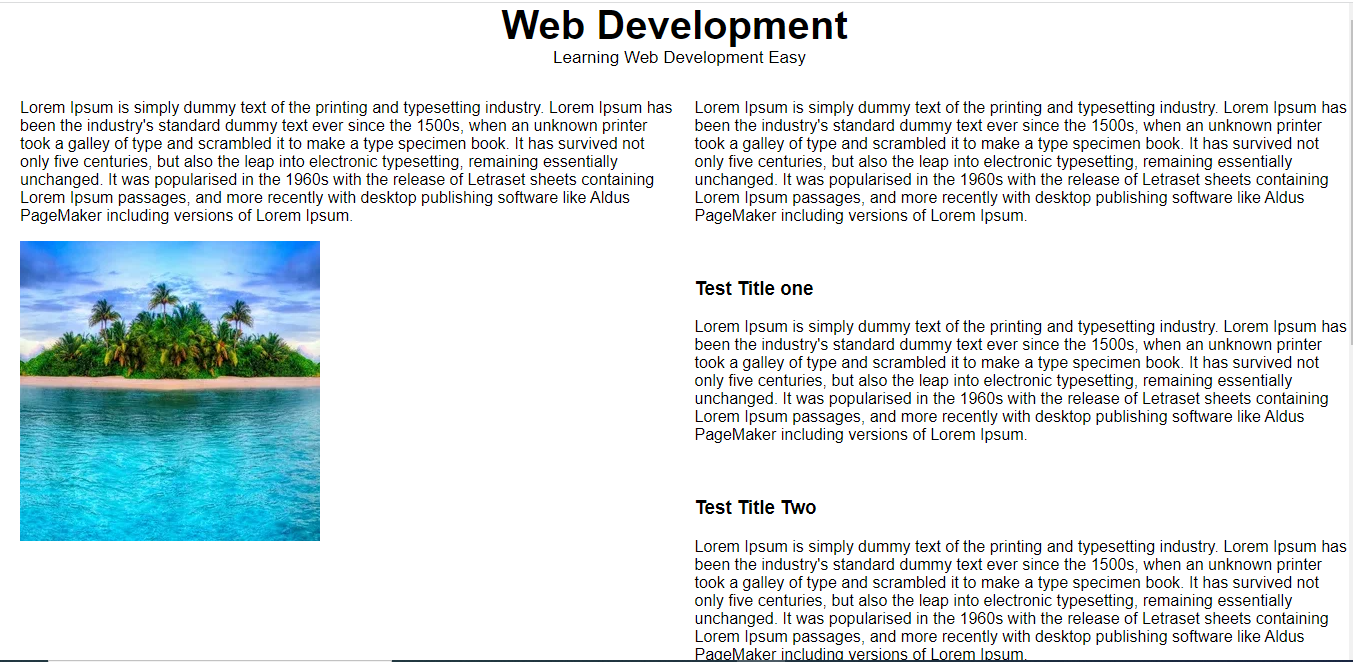 Web Development
Learning Web Development Easy
Lorem Ipsum is simply dummy text of the printing and typesetting industry. Lorem Ipsum has
been the industry's standard dummy text ever since the 1500s, when an unknown printer
took a galley of type and scrambled it to make a type specimen book. It has survived not
only five centuries, but also the leap into electronic typesetting, remaining essentially
unchanged. It was popularised in the 1960s with the release of Letraset sheets containing
Lorem Ipsum passages, and more recently with desktop publishing software like Aldus
PageMaker including versions of Lorem Ipsum.
Lorem Ipsum is simply dummy text of the printing and typesetting industry. Lorem Ipsum has
been the industry's standard dummy text ever since the 1500s, when an unknown printer
took a galley of type and scrambled it to make a type specimen book. It has survived not
only five centuries, but also the leap into electronic typesetting, remaining essentially
unchanged. It was popularised in the 1960s with the release of Letraset sheets containing
Lorem Ipsum passages, and more recently with desktop publishing software like Aldus
PageMaker including versions of Lorem Ipsum.
Test Title one
Lorem Ipsum is simply dummy text of the printing and typesetting industry. Lorem Ipsum has
been the industry's standard dummy text ever since the 1500s, when an unknown printer
took a galley of type and scrambled it to make a type specimen book. It has survived not
only five centuries, but also the leap into electronic typesetting, remaining essentially
unchanged. It was popularised in the 1960s with the release of Letraset sheets containing
Lorem Ipsum passages, and more recently with desktop publishing software like Aldus
PageMaker including versions of Lorem Ipsum.
Test Title Two
Lorem Ipsum is simply dummy text of the printing and typesetting industry. Lorem Ipsum has
been the industry's standard dummy text ever since the 1500s, when an unknown printer
took a galley of type and scrambled it to make a type specimen book. It has survived not
only five centuries, but also the leap into electronic typesetting, remaining essentially
unchanged. It was popularised in the 1960s with the release of Letraset sheets containing
Lorem Ipsum passages, and more recently with desktop publishing software like Aldus
PageMaker including versions of Lorem Ipsum.